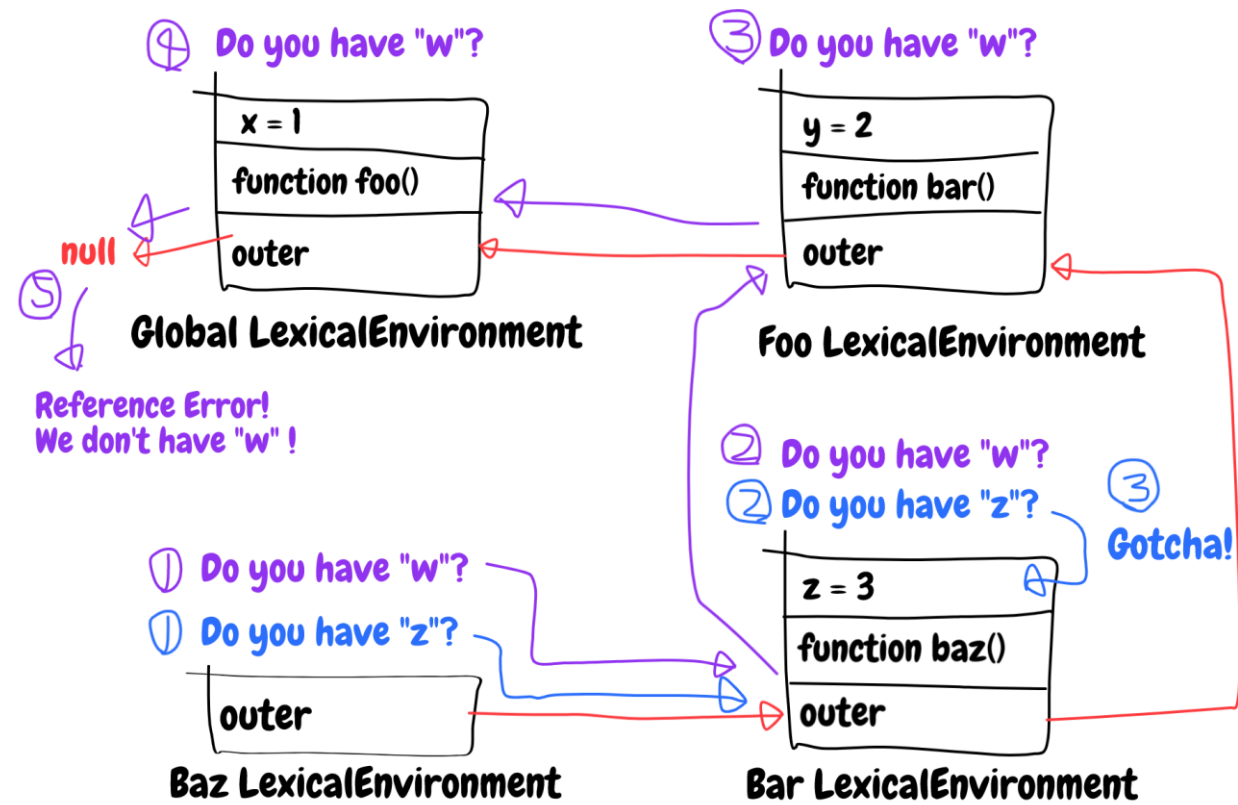 ④ Do you have "w"?
x = 1
function foo()
outer
Global LexicalEnvironment
null
⑤
Reference Error!
We don't have "w" !
③ Do you have "w"?
y = 2
function bar()
outer
Foo LexicalEnvironment
① Do you have "w"?
① Do you have "z"?
outer
Baz LexicalEnvironment
② Do you have "w"?
② Do you have "z"?
③
Gotcha!
z = 3
function baz()
outer
Bar LexicalEnvironment